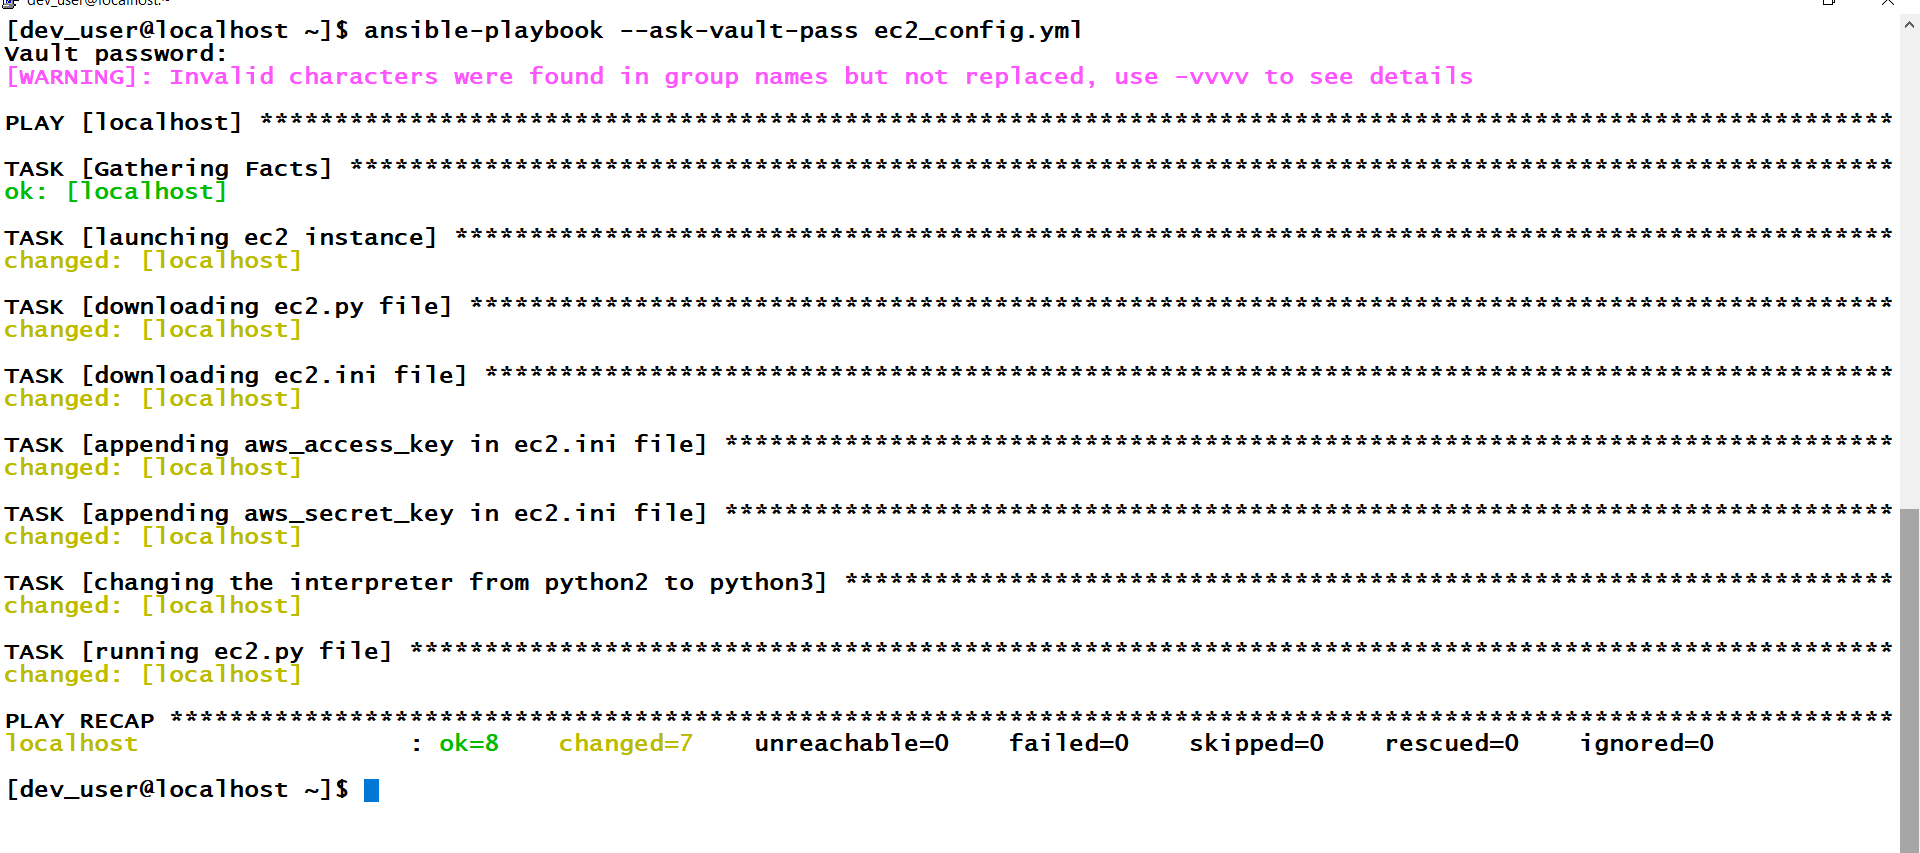 dev_user@localhost:~
[dev_user@localhost ~]$ ansible-playbook --ask-vault-pass ec2_config.yml
Vault password:
[WARNING]: Invalid characters were found in group names but not replaced, use -vvvv to see details
PLAY [localhost] *************************************************************************************************************
TASK [Gathering Facts] *******************************************************************************************************
ok: [localhost]
TASK [launching ec2 instance] ************************************************************************************************
changed: [localhost]
TASK [downloading ec2.py file] ***********************************************************************************************
changed: [localhost]
TASK [downloading ec2.ini file] **********************************************************************************************
changed: [localhost]
TASK [appending aws_access_key in ec2.ini file] ******************************************************************************
changed: [localhost]
TASK [appending aws_secret_key in ec2.ini file] ******************************************************************************
changed: [localhost]
TASK [changing the interpreter from python2 to python3] **********************************************************************
changed: [localhost]
TASK [running ec2.py file] ***************************************************************************************************
changed: [localhost]
PLAY RECAP *******************************************************************************************************************
localhost                  : ok=8    changed=7    unreachable=0    failed=0    skipped=0    rescued=0    ignored=0
[dev_user@localhost ~]$